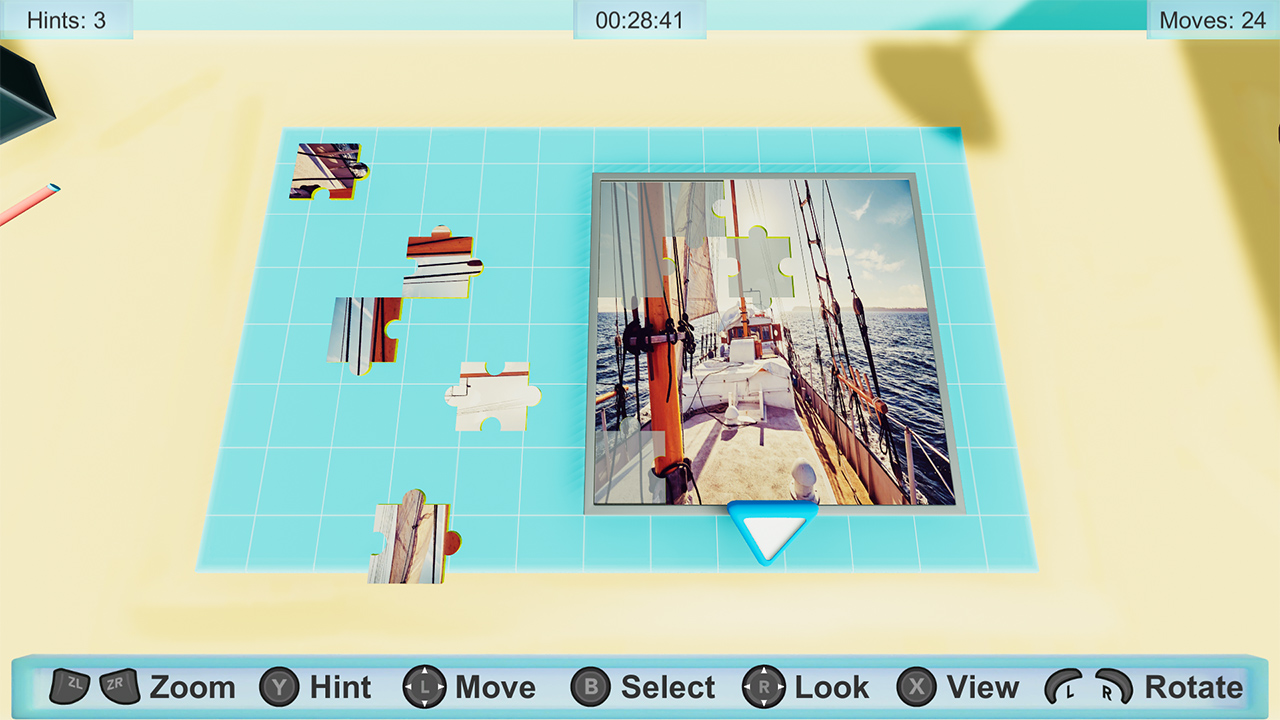 Hints: 3
00:28:41
Moves: 24
ZL ZR Zoom Y Hint L Move B Select R Look X View L R Rotate